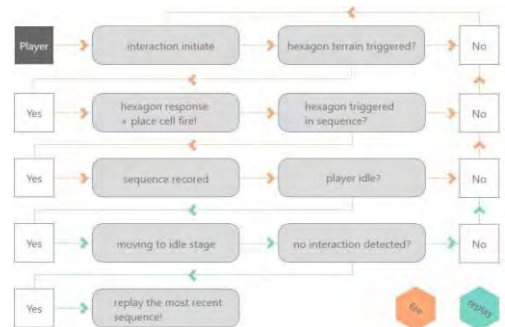 Player
interaction initiate
hexagon terrain triggered?
No
Yes
hexagon response
+ place cell fire!
hexagon triggered
in sequence?
No
Yes
sequence recored
player idle?
No
Yes
moving to idle stage
no interaction detected?
No
Yes
replay the most recent
sequence!
fire
replay